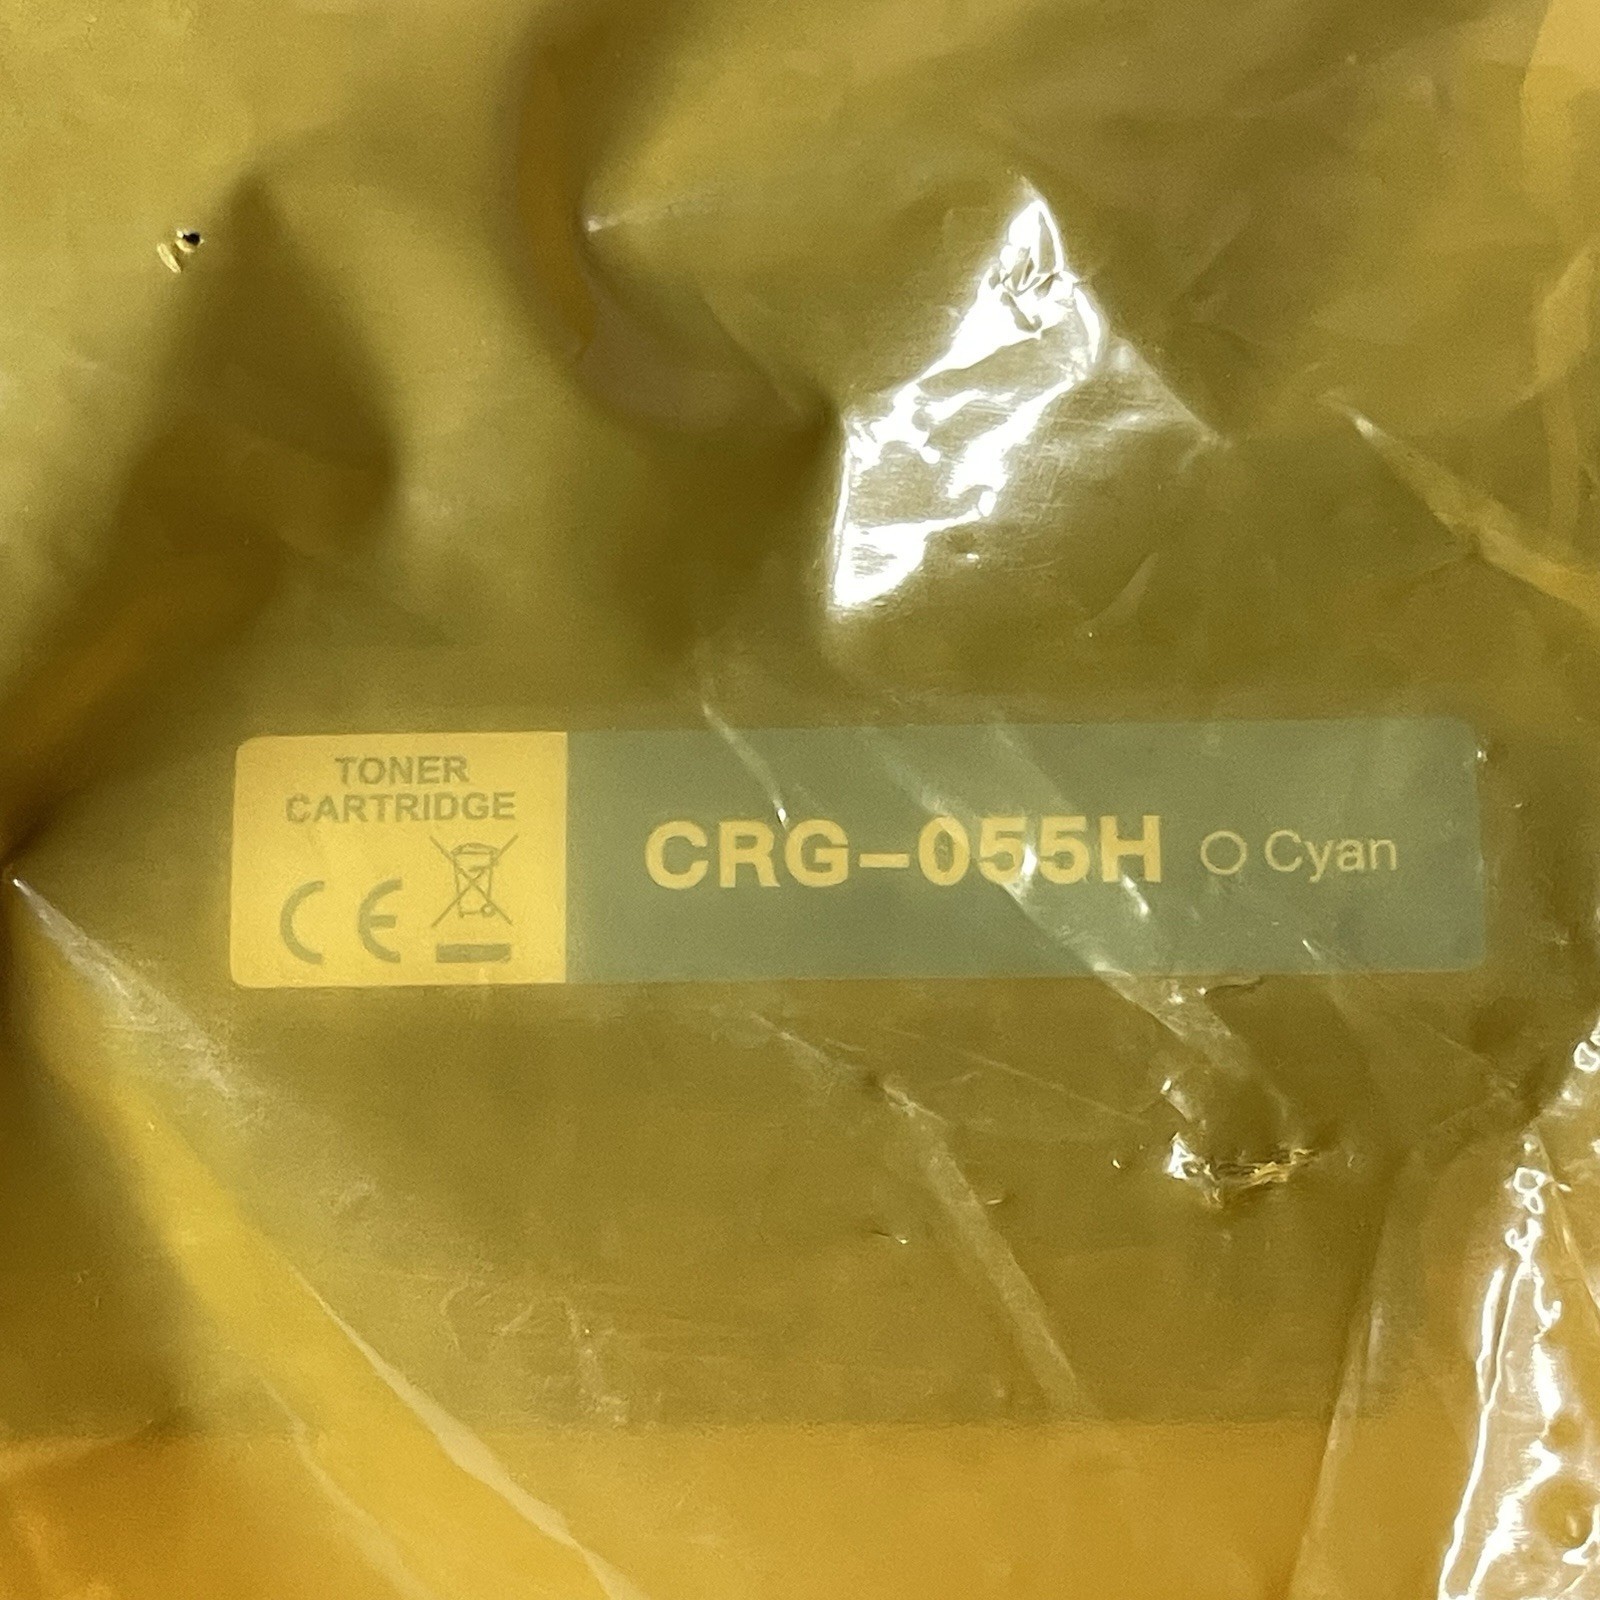 TONER
CARTRIDGE
CE
CRG-055H ○ Cyan